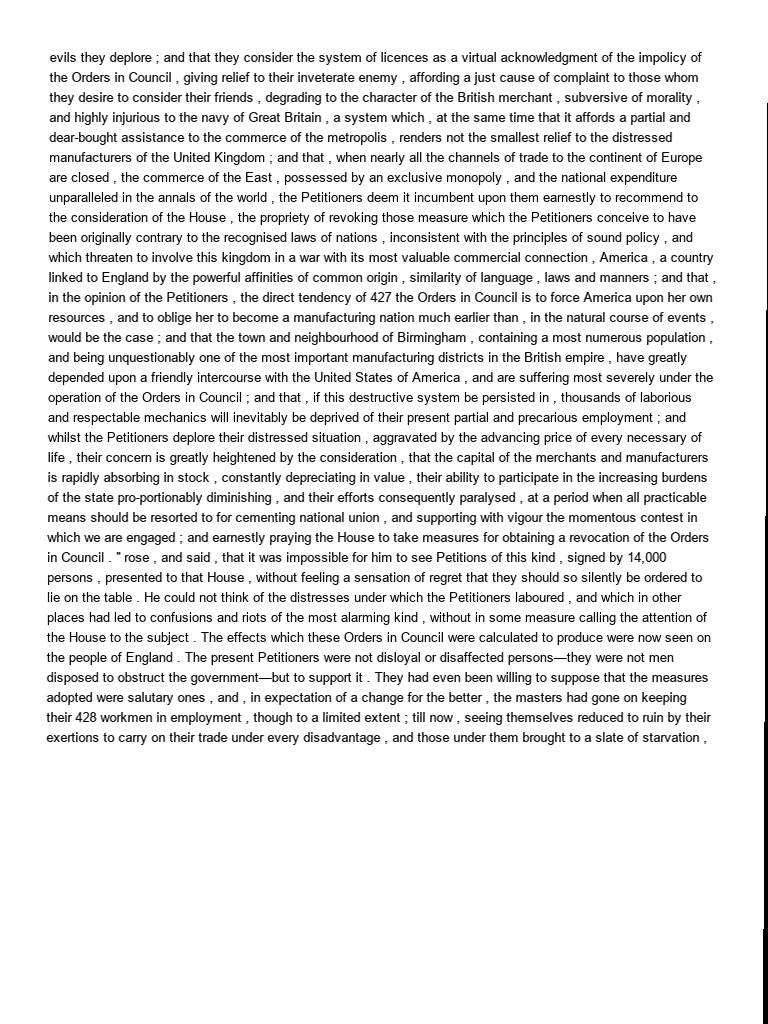 evils they deplore ; and that they consider the system of licences as a virtual acknowledgment of the impolicy of
the Orders in Council , giving relief to their inveterate enemy , affording a just cause of complaint to those whom
they desire to consider their friends , degrading to the character of the British merchant , subversive of morality ,
and highly injurious to the navy of Great Britain , a system which , at the same time that it affords a partial and
dear-bought assistance to the commerce of the metropolis , renders not the smallest relief to the distressed
manufacturers of the United Kingdom ; and that , when nearly all the channels of trade to the continent of Europe
are closed , the commerce of the East , possessed by an exclusive monopoly , and the national expenditure
unparalleled in the annals of the world , the Petitioners deem it incumbent upon them earnestly to recommend to
the consideration of the House , the propriety of revoking those measure which the Petitioners conceive to have
been originally contrary to the recognised laws of nations , inconsistent with the principles of sound policy , and
which threaten to involve this kingdom in a war with its most valuable commercial connection , America , a country
linked to England by the powerful affinities of common origin , similarity of language , laws and manners ; and that ,
in the opinion of the Petitioners , the direct tendency of 427 the Orders in Council is to force America upon her own
resources , and to oblige her to become a manufacturing nation much earlier than , in the natural course of events ,
would be the case ; and that the town and neighbourhood of Birmingham , containing a most numerous population ,
and being unquestionably one of the most important manufacturing districts in the British empire , have greatly
depended upon a friendly intercourse with the United States of America , and are suffering most severely under the
operation of the Orders in Council ; and that , if this destructive system be persisted in , thousands of laborious
and respectable mechanics will inevitably be deprived of their present partial and precarious employment ; and
whilst the Petitioners deplore their distressed situation , aggravated by the advancing price of every necessary of
life , their concern is greatly heightened by the consideration , that the capital of the merchants and manufacturers
is rapidly absorbing in stock , constantly depreciating in value , their ability to participate in the increasing burdens
of the state pro-portionably diminishing , and their efforts consequently paralysed , at a period when all practicable
means should be resorted to for cementing national union , and supporting with vigour the momentous contest in
which we are engaged ; and earnestly praying the House to take measures for obtaining a revocation of the Orders
in Council . " rose , and said , that it was impossible for him to see Petitions of this kind , signed by 14,000
persons , presented to that House , without feeling a sensation of regret that they should so silently be ordered to
lie on the table . He could not think of the distresses under which the Petitioners laboured , and which in other
places had led to confusions and riots of the most alarming kind , without in some measure calling the attention of
the House to the subject . The effects which these Orders in Council were calculated to produce were now seen on
the people of England . The present Petitioners were not disloyal or disaffected persons—they were not men
disposed to obstruct the government—but to support it . They had even been willing to suppose that the measures
adopted were salutary ones , and , in expectation of a change for the better , the masters had gone on keeping
their 428 workmen in employment , though to a limited extent ; till now , seeing themselves reduced to ruin by their
exertions to carry on their trade under every disadvantage , and those under them brought to a slate of starvation ,